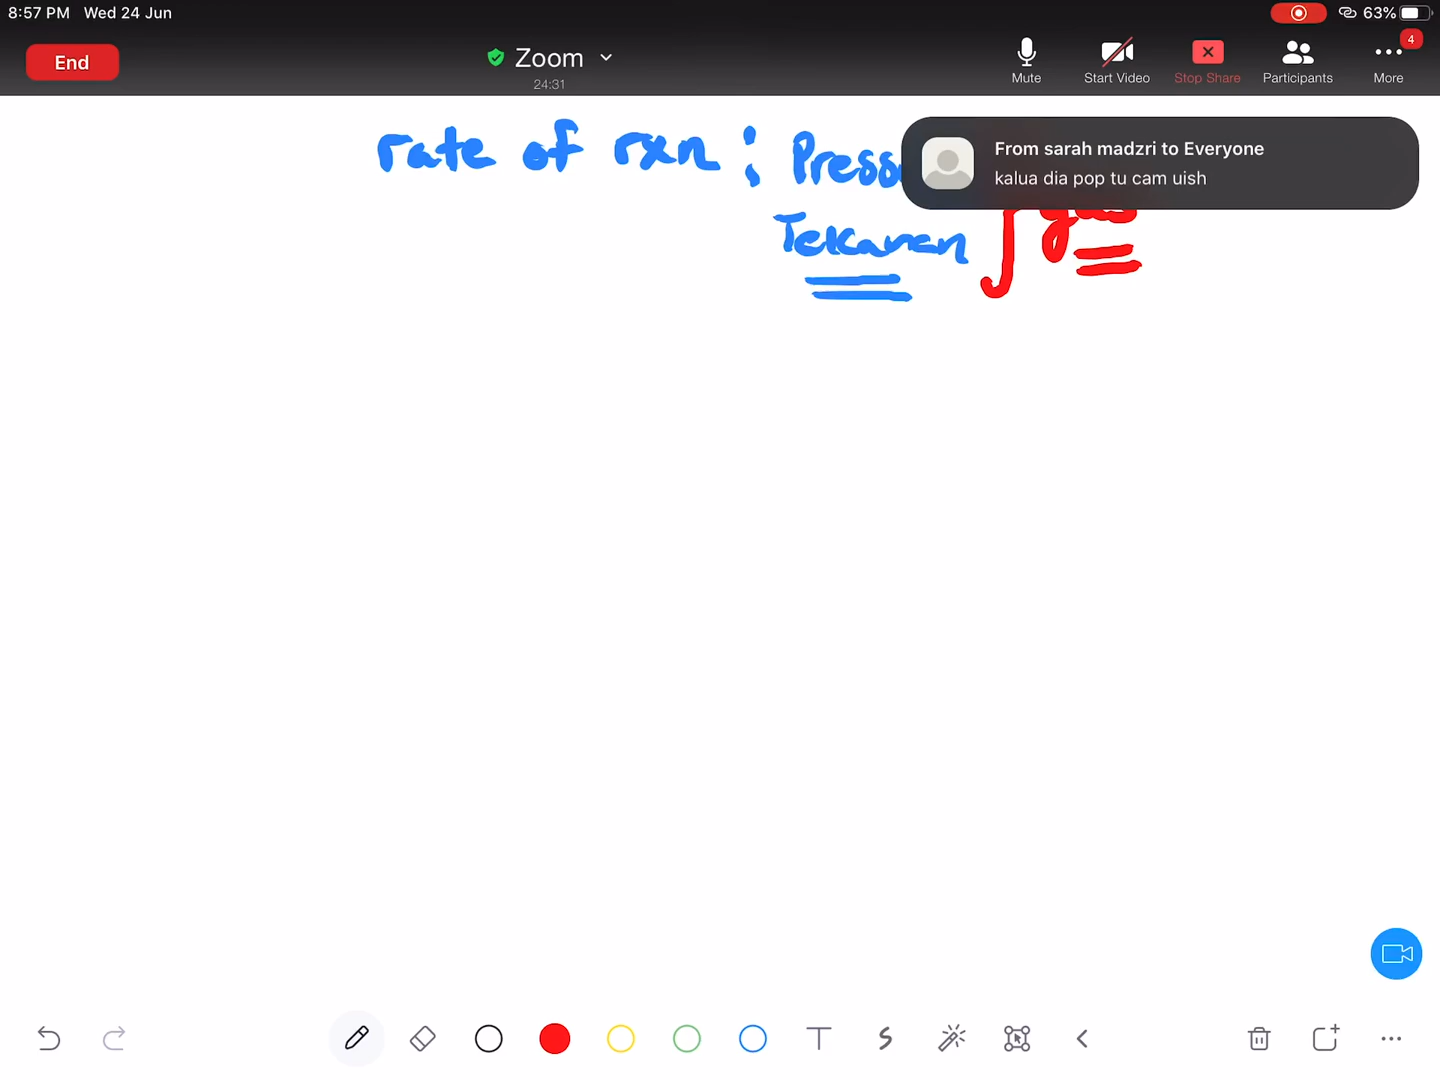 8:57 PM Wed 24 Jun
63%
End
Zoom
24:31
Mute
Start Video
Stop Share
Participants
More
4
rate of rxn : Press
From sarah madzri to Everyone
kalua dia pop tu cam uish
Tekanan
T